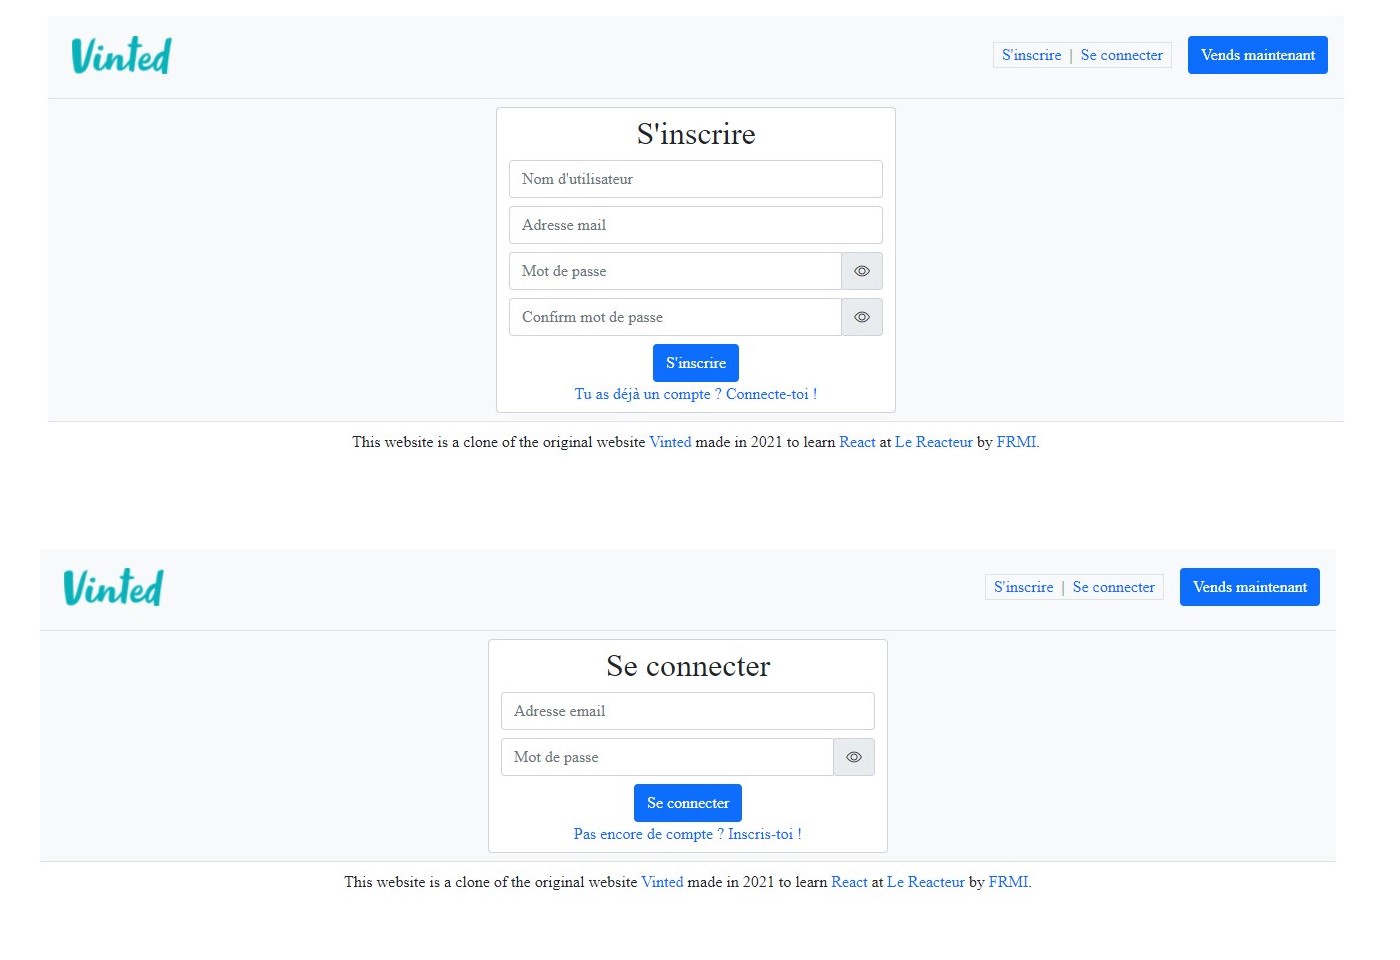 Vinted
S'inscrire | Se connecter
Vends maintenant
S'inscrire
Nom d'utilisateur
Adresse mail
Mot de passe
Confirm mot de passe
S'inscrire
Tu as déjà un compte ? Connecte-toi !
This website is a clone of the original website Vinted made in 2021 to learn React at Le Reacteur by FRMI.
Vinted
S'inscrire | Se connecter
Vends maintenant
Se connecter
Adresse email
Mot de passe
Se connecter
Pas encore de compte ? Inscris-toi !
This website is a clone of the original website Vinted made in 2021 to learn React at Le Reacteur by FRMI.